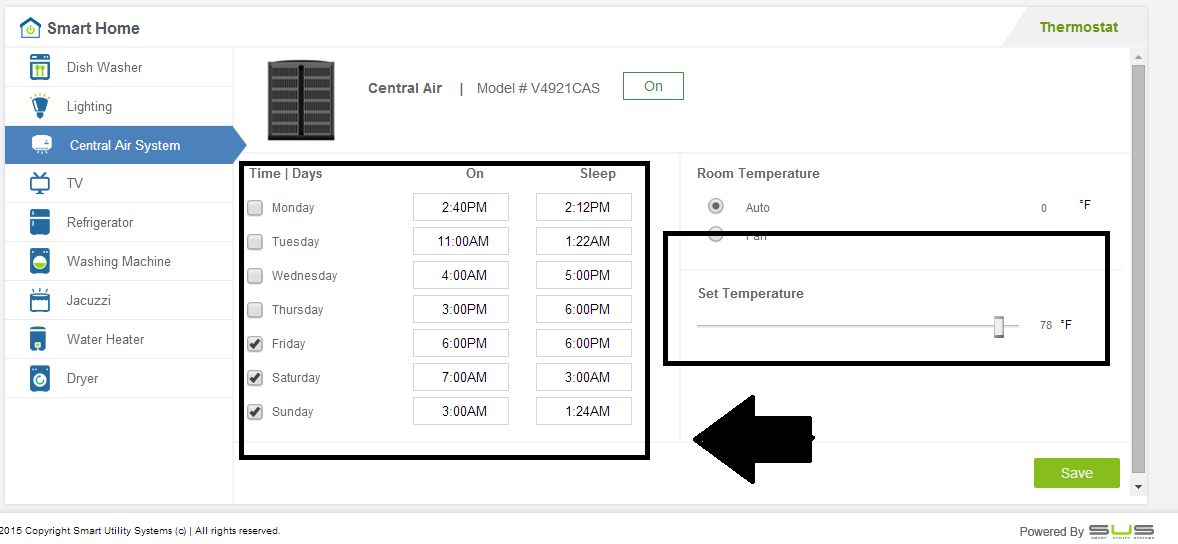 Smart Home
Thermostat
Dish Washer
Lighting
Central Air System
TV
Refrigerator
Washing Machine
Jacuzzi
Water Heater
Dryer
Central Air | Model # V4921CAS On
Time | Days On Sleep
Monday 2:40PM 2:12PM
Tuesday 11:00AM 1:22AM
Wednesday 4:00AM 5:00PM
Thursday 3:00PM 6:00PM
Friday 6:00PM 6:00PM
Saturday 7:00AM 3:00AM
Sunday 3:00AM 1:24AM
Room Temperature
Auto 0 °F
Fan
Set Temperature
78 °F
Save
2015 Copyright Smart Utility Systems (c) | All rights reserved.
Powered By SUS
SMART UTILITY SYSTEMS